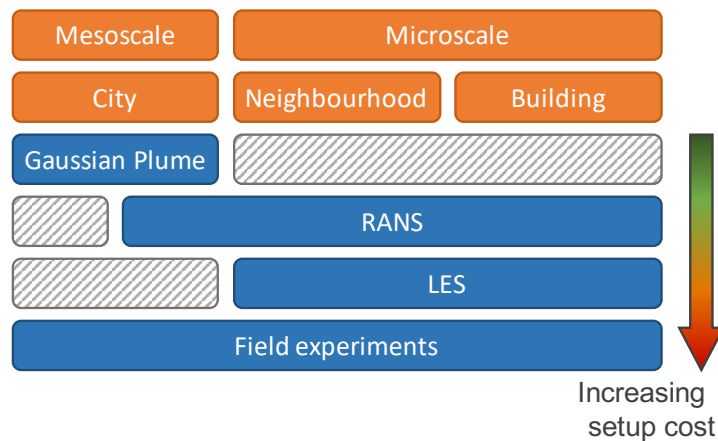 Mesoscale
Microscale
City
Neighbourhood
Building
Gaussian Plume
RANS
LES
Field experiments
Increasing
setup cost